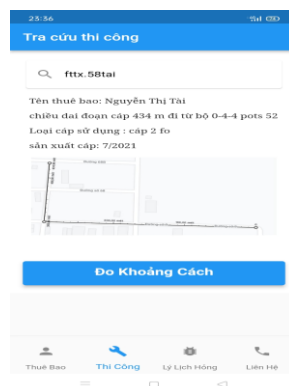 23:36
Tra cứu thi công
fttx.58tai
Tên thuê bao: Nguyễn Thị Tài
chiều dai đoạn cáp 434 m đi từ bộ 0-4-4 pots 52
Loại cáp sử dụng : cáp 2 fo
sản xuất cáp: 7/2021
Đo Khoảng Cách
Thuê Bao
Thi Công
Lý Lịch Hỏng
Liên Hệ